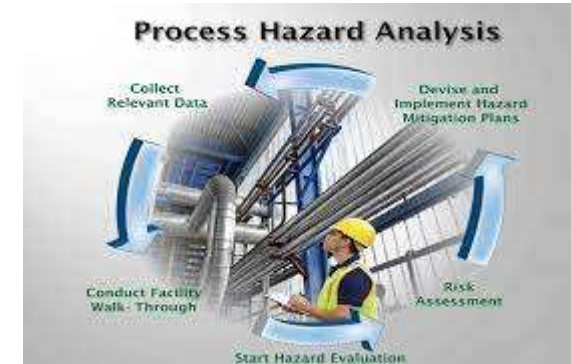 Process Hazard Analysis
Collect
Relevant Data
Devise and
Implement Hazard
Mitigation Plans
Conduct Facility
Walk- Through
Risk
Assessment
Start Hazard Evaluation